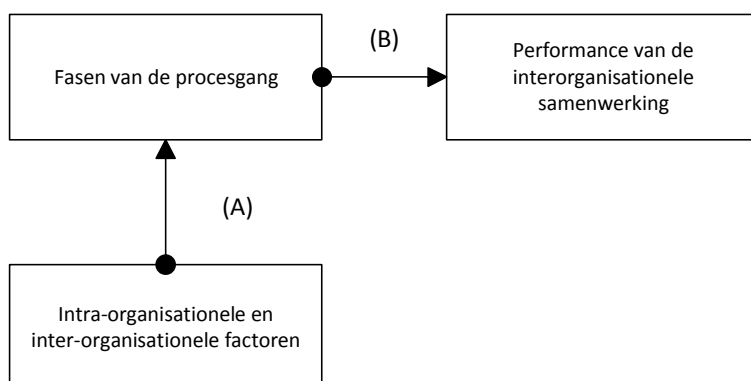 Fasen van de procesgang
(B)
Performance van de
interorganisationele
samenwerking
(A)
Intra-organisationele en
inter-organisationele factoren